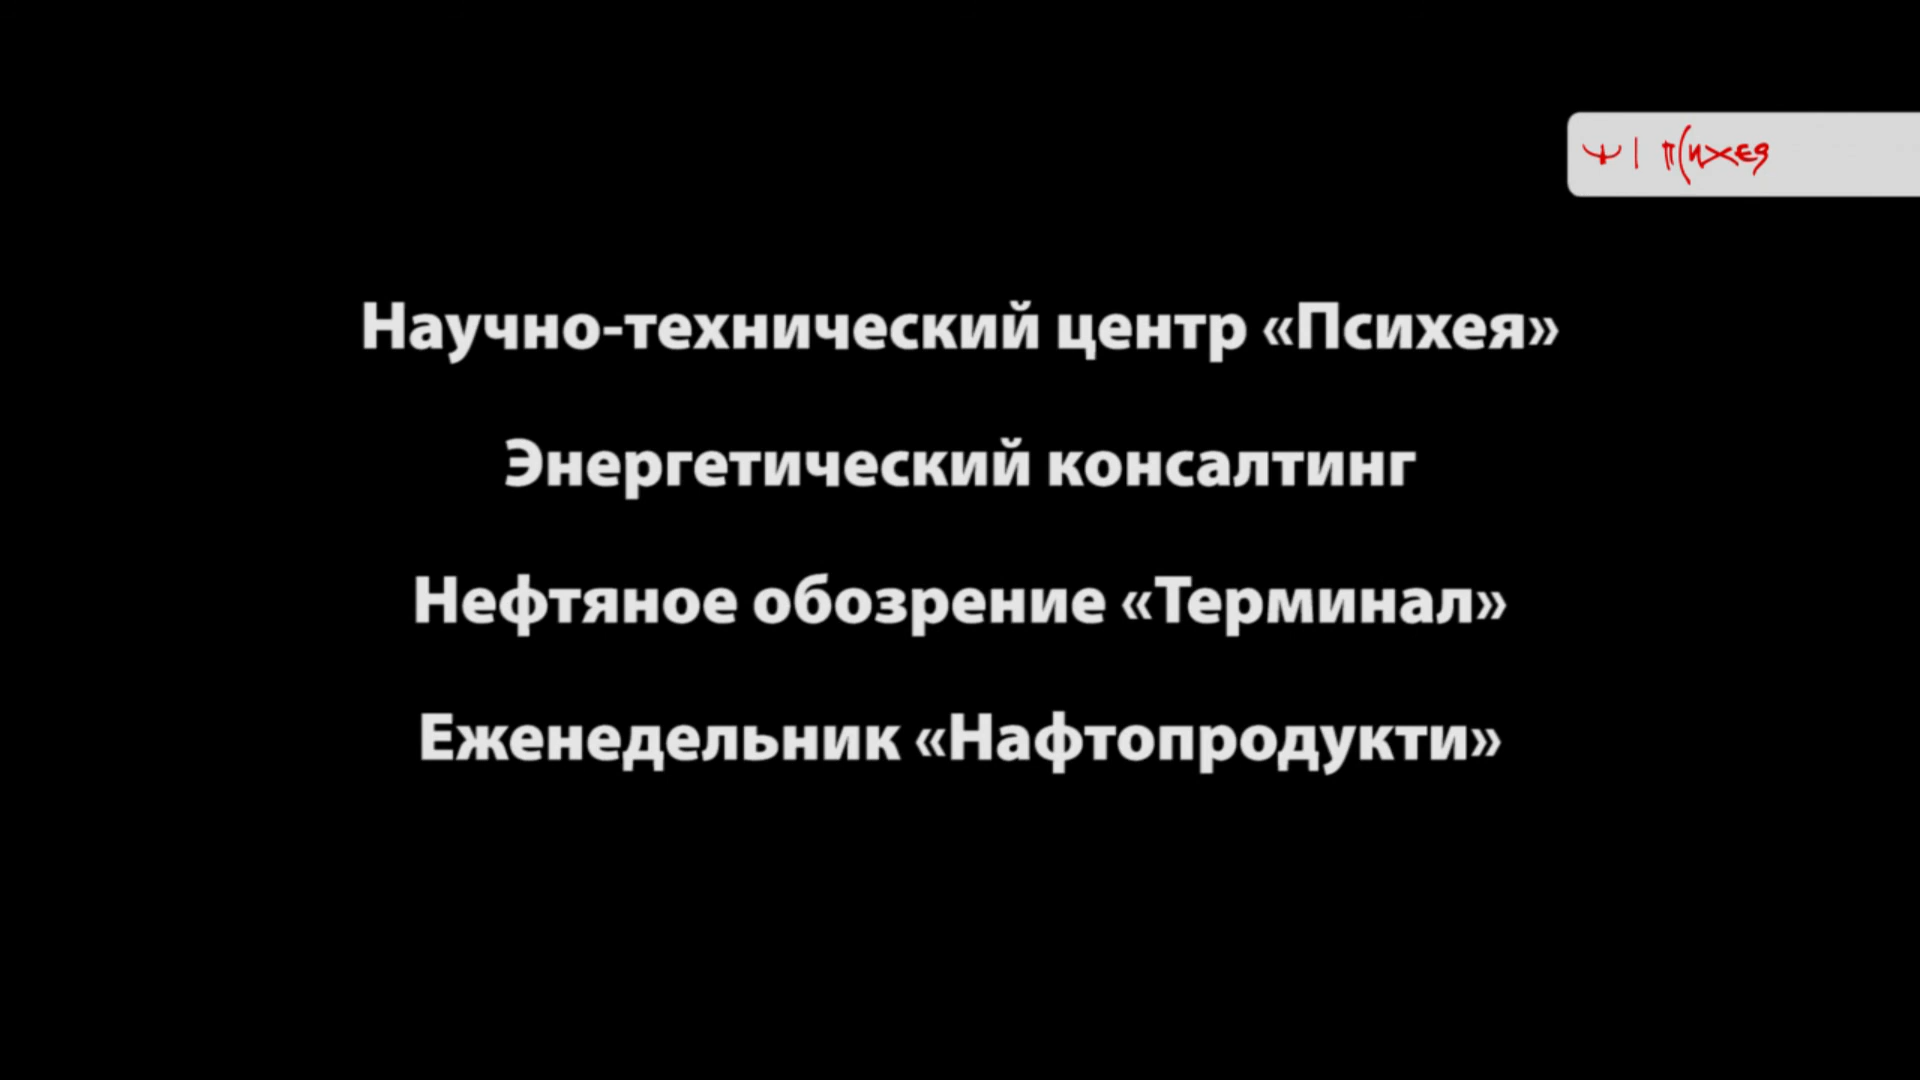 Ψ | психея
Научно-технический центр «Психея»
Энергетический консалтинг
Нефтяное обозрение «Терминал»
Еженедельник «Нафтопродукти»